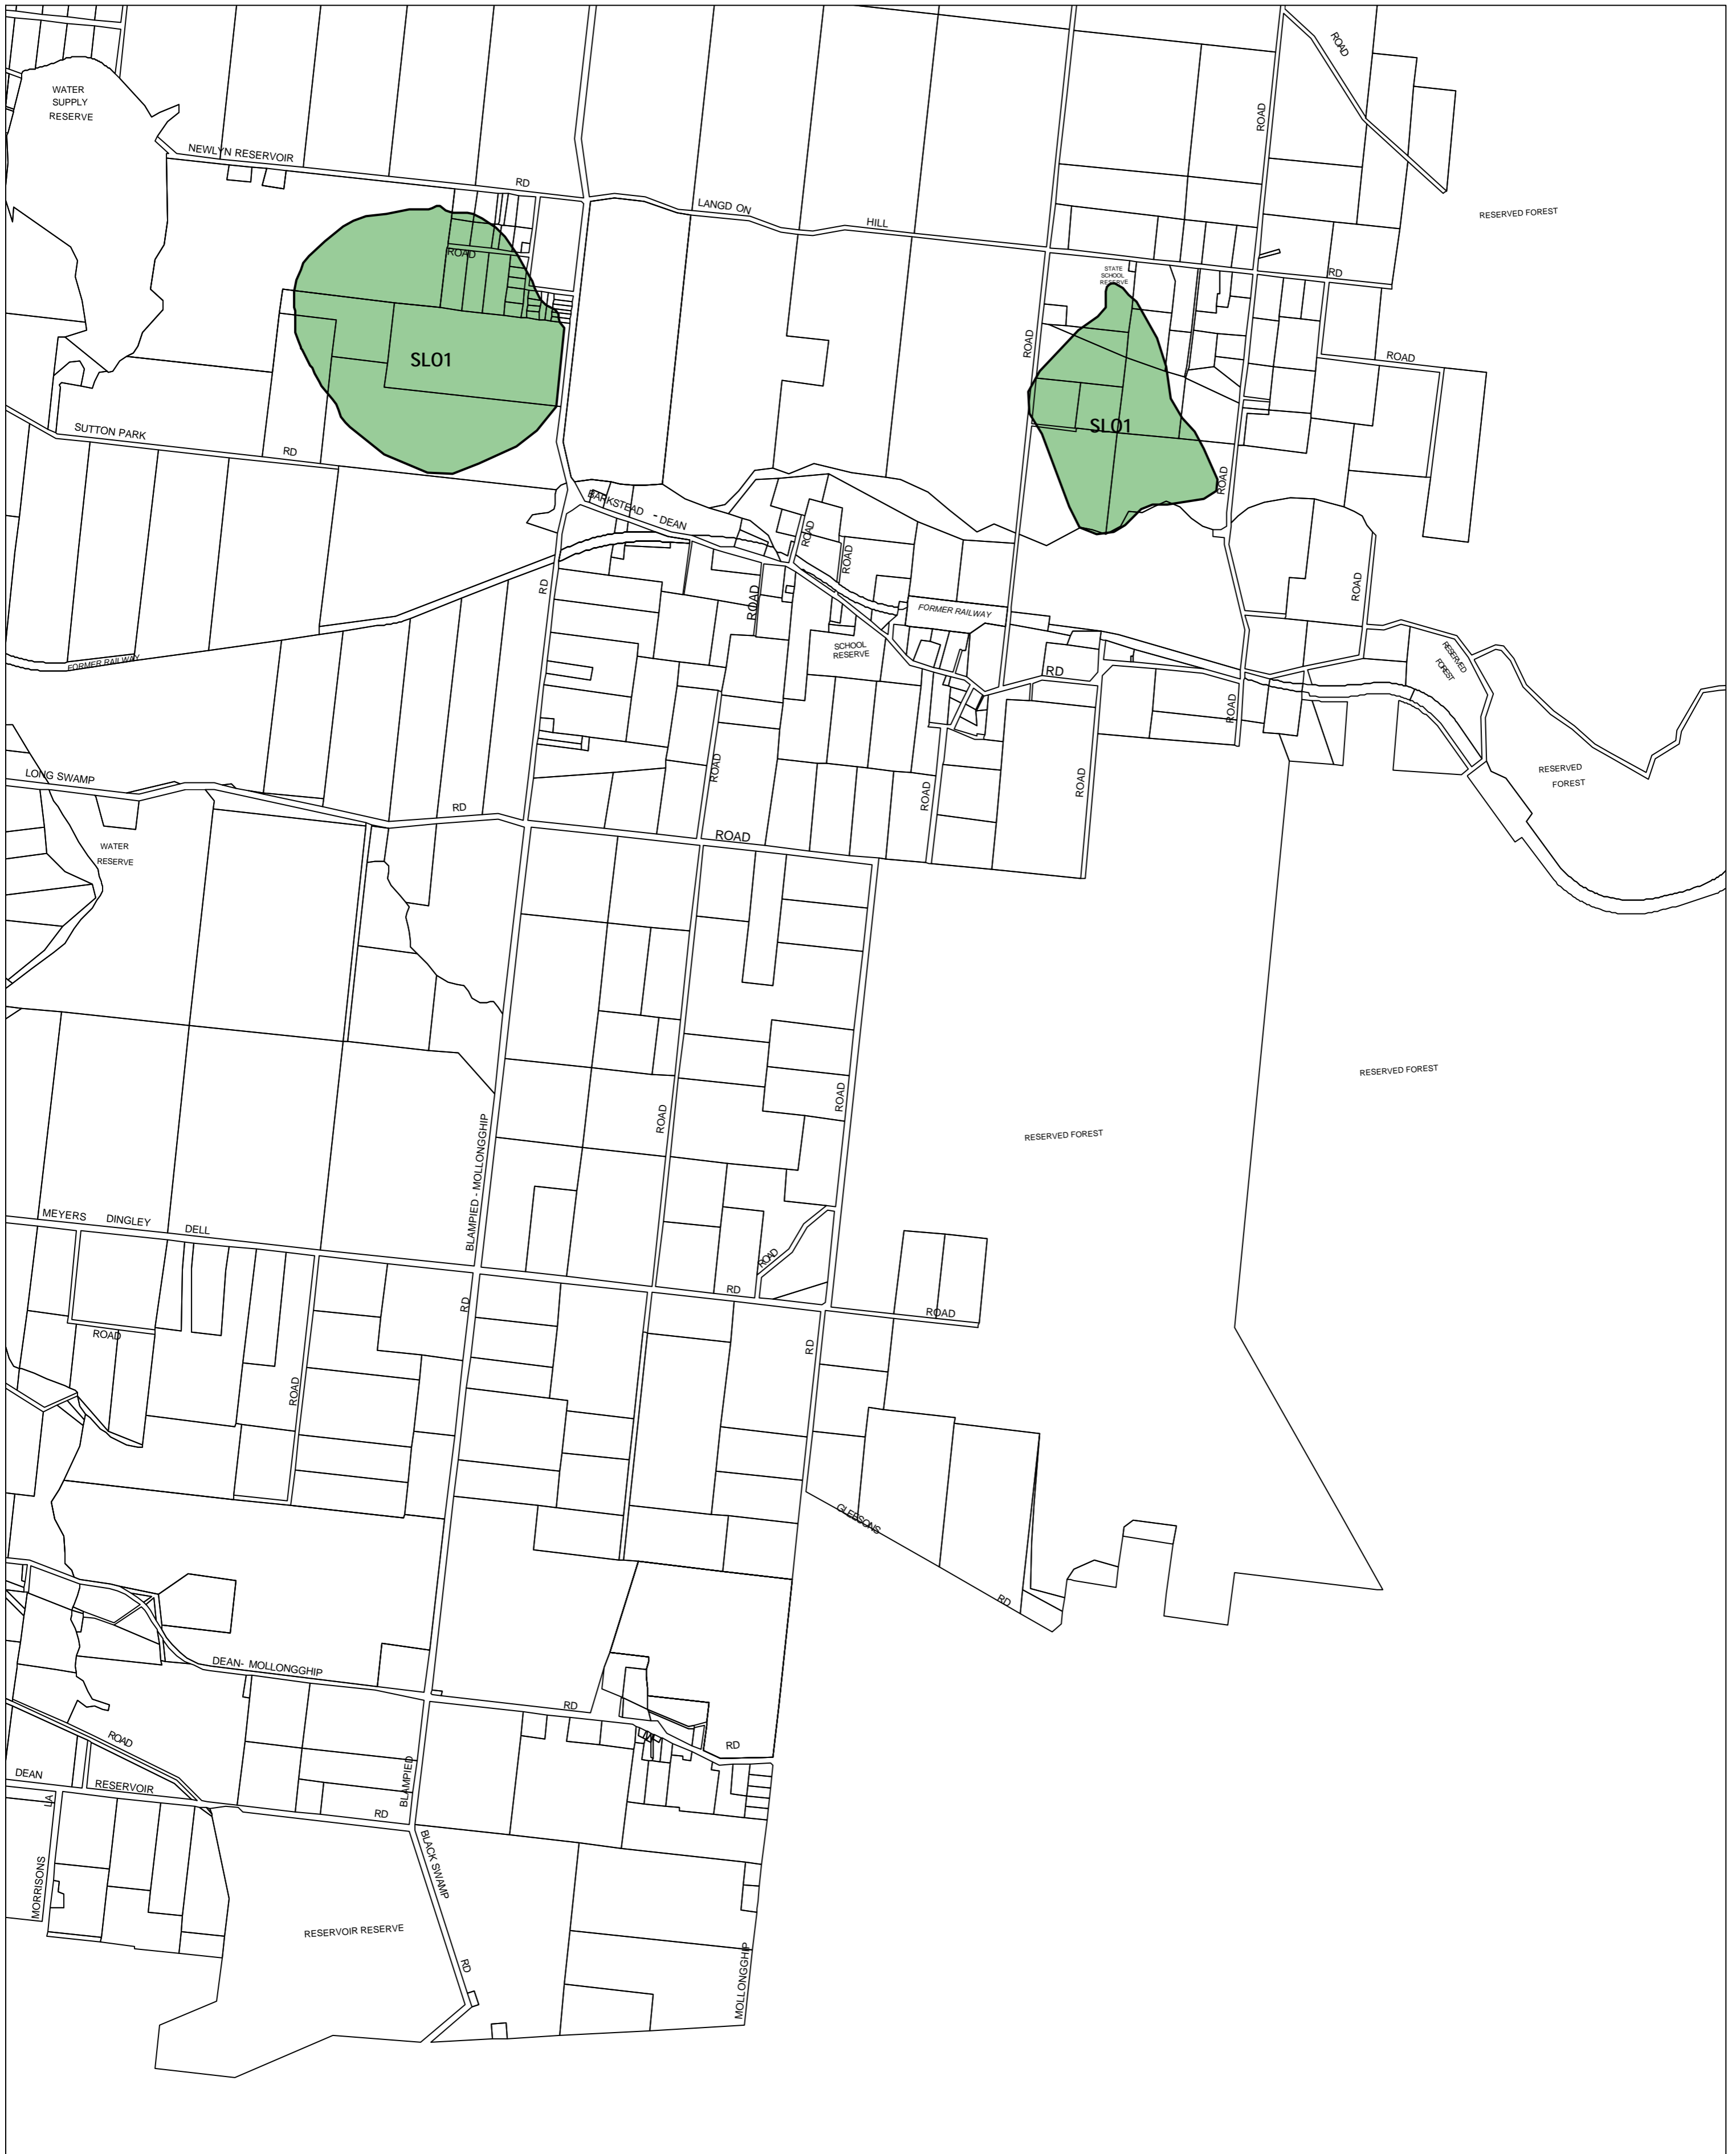 ROAD
WATER
SUPPLY
RESERVE
ROAD
NEWLYN RESERVOIR
RD
LANGD ON
HILL
RESERVED FOREST
ROAD
STATE
SCHOOL
RESERVE
RD
ROAD
ROAD
SLO1
SLO1
SUTTON PARK
RD
ROAD
BARKSTEAD - DEAN
ROAD
ROAD
RD
ROAD
ROAD
FORMER RAILWAY
SCHOOL
RESERVE
RESERVED
FOREST
FORMER RAILWAY
RD
ROAD
LONG SWAMP
ROAD
ROAD
ROAD
RESERVED
FOREST
RD
ROAD
WATER
RESERVE
RESERVED FOREST
ROAD
ROAD
RESERVED FOREST
BLAMPIED - MOLLONGGHIP
MEYERS DINGLEY DELL
ROAD
RD
RD
ROAD
ROAD
RD
ROAD
GLEESONS
RD
DEAN- MOLLONGGHIP
RD
ROAD
RD
DEAN
RESERVOIR
BLAMPIED
LA
RD
BLACK SWAMP
MORRISONS
RESERVOIR RESERVE
RD
MOLLONGGHIP